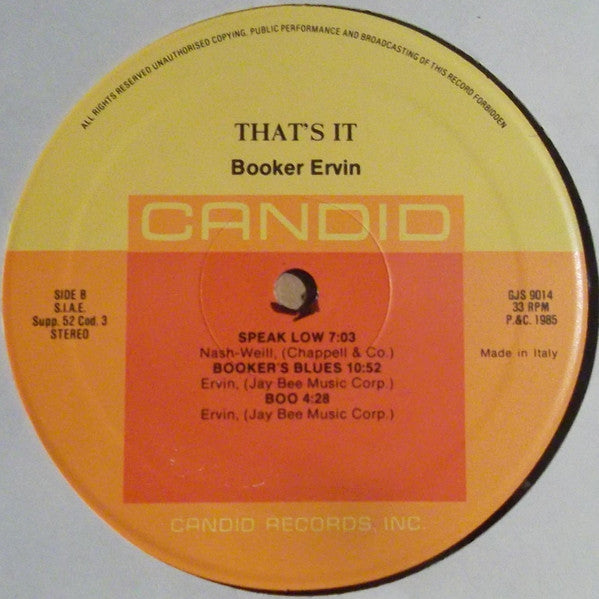 ALL RIGHTS RESERVED UNAUTHORISED COPYING, PUBLIC PERFORMANCE AND BROADCASTING OF THIS RECORD FORBIDDEN
THAT'S IT
Booker Ervin
CANDID
SIDE B
S.I.A.E.
Supp. 52 Cod. 3
STEREO
GJS 9014
33 RPM
P.&C. 1985
Made in Italy
SPEAK LOW 7:03
Nash-Weill, (Chappell & Co.)
BOOKER'S BLUES 10:52
Ervin, (Jay Bee Music Corp.)
BOO 4:28
Ervin, (Jay Bee Music Corp.)
CANDID RECORDS, INC.